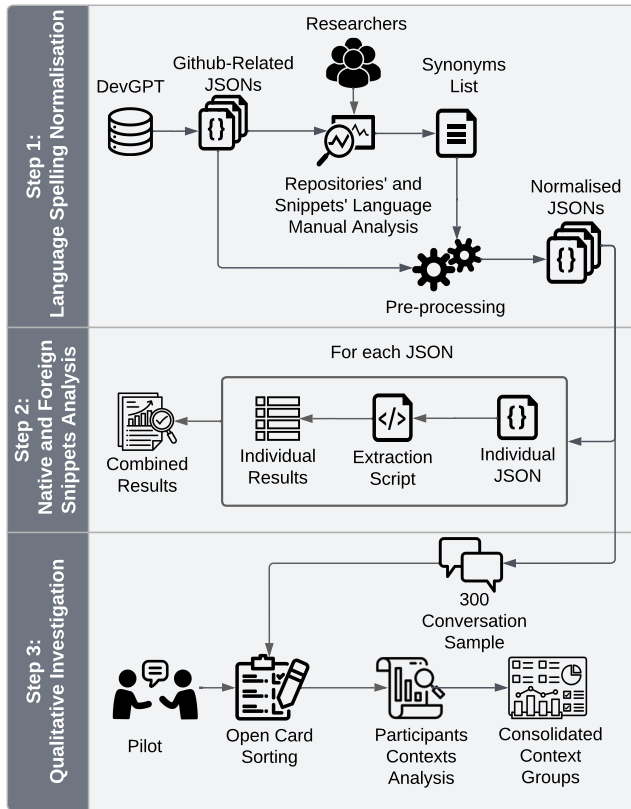 Step 1:
Language Spelling Normalisation
Researchers
DevGPT
Github-Related
JSONs
Synonyms
List
Repositories' and
Snippets' Language
Manual Analysis
Normalised
JSONs
Pre-processing
Step 2:
Native and Foreign
Snippets Analysis
For each JSON
Combined
Results
Individual
Results
Extraction
Script
Individual
JSON
Step 3:
Qualitative Investigation
300
Conversation
Sample
Pilot
Open Card
Sorting
Participants
Contexts
Analysis
Consolidated
Context
Groups